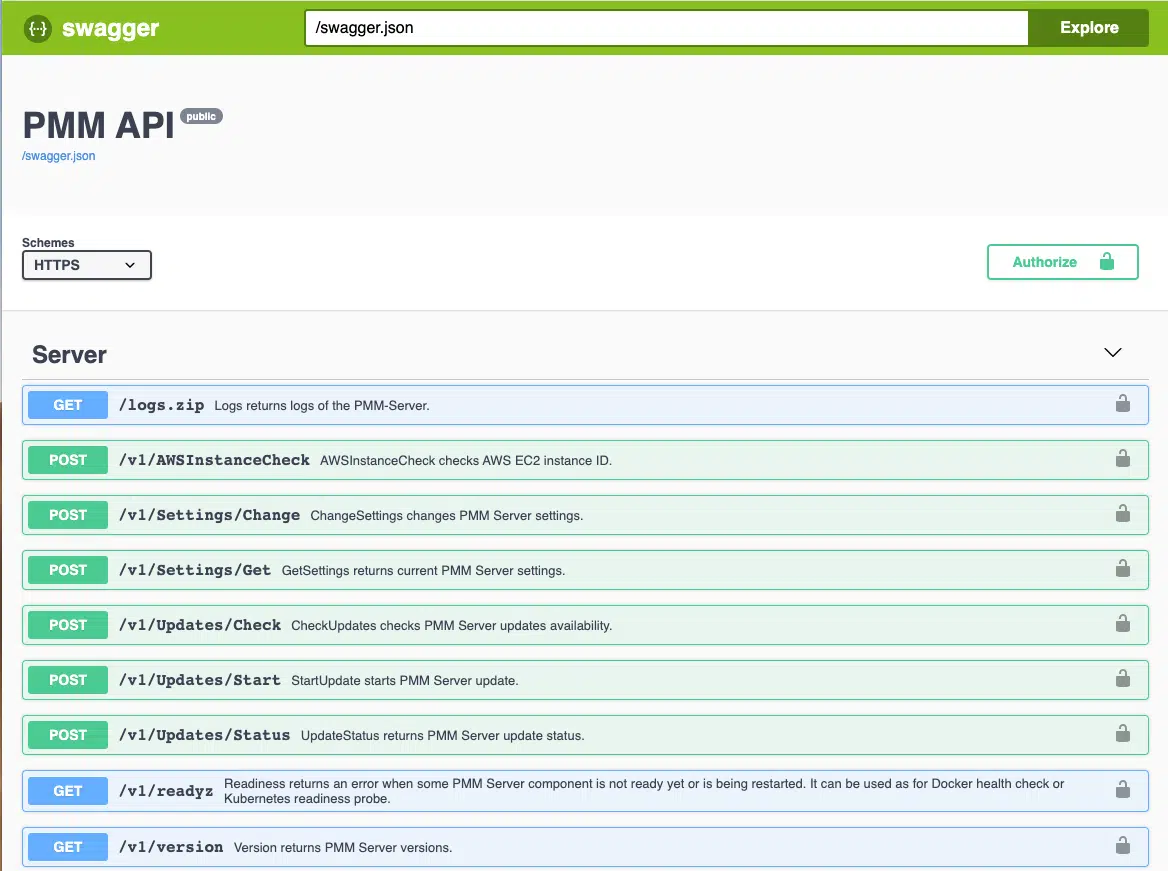 {···} swagger /swagger.json Explore
PMM API public
/swagger.json
Schemes
HTTPS Authorize
Server
GET /logs.zip Logs returns logs of the PMM-Server.
POST /v1/AWSInstanceCheck AWSInstanceCheck checks AWS EC2 instance ID.
POST /v1/Settings/Change ChangeSettings changes PMM Server settings.
POST /v1/Settings/Get GetSettings returns current PMM Server settings.
POST /v1/Updates/Check CheckUpdates checks PMM Server updates availability.
POST /v1/Updates/Start StartUpdate starts PMM Server update.
POST /v1/Updates/Status UpdateStatus returns PMM Server update status.
GET /v1/readyz Readiness returns an error when some PMM Server component is not ready yet or is being restarted. It can be used as for Docker health check or
Kubernetes readiness probe.
GET /v1/version Version returns PMM Server versions.